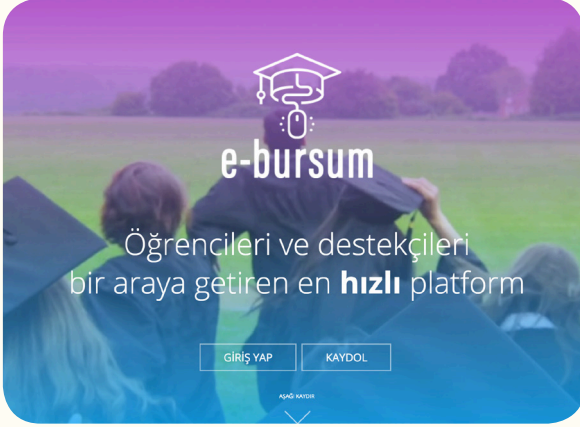 e-bursum
Öğrencileri ve destekçileri
bir araya getiren en hızlı platform
GİRİŞ YAP
KAYDOL
AŞAĞI KAYDIR